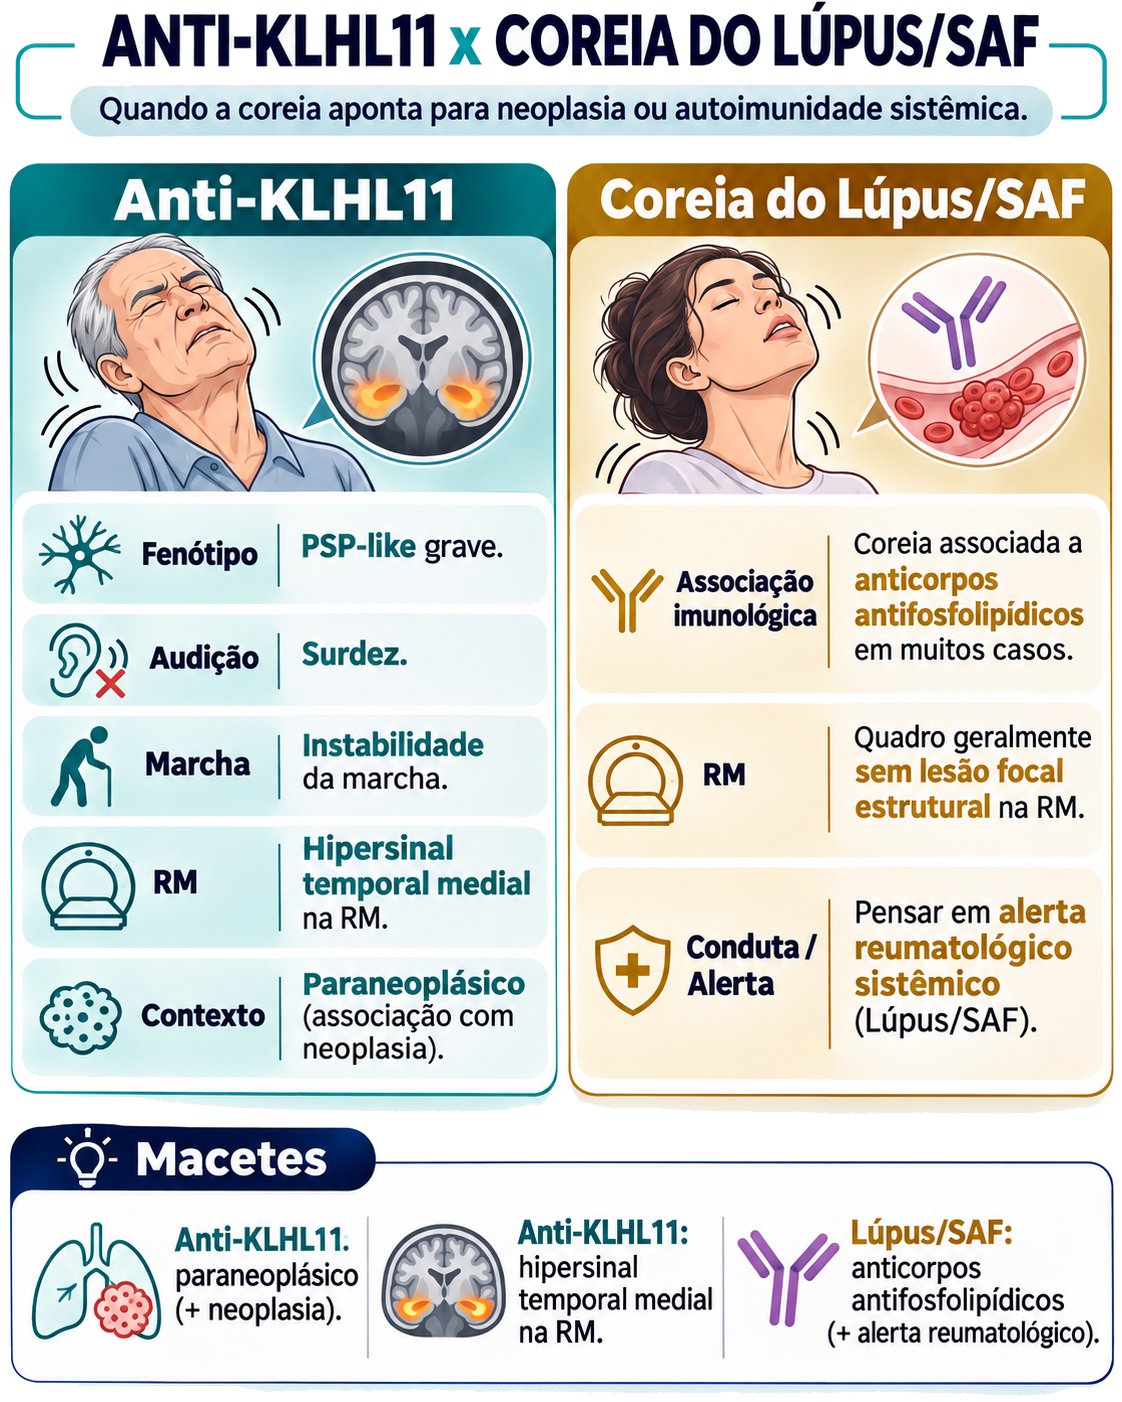 ANTI-KLHL11 x COREIA DO LÚPUS/SAF
Quando a coreia aponta para neoplasia ou autoimunidade sistêmica.
Anti-KLHL11
Fenótipo
PSP-like grave.
Audição
Surdez.
Marcha
Instabilidade
da marcha.
RM
Hipersinal
temporal medial
na RM.
Contexto
Paraneoplásico
(associação com
neoplasia).
Coreia do Lúpus/SAF
Associação
imunológica
Coreia associada a
anticorpos
antifosfolipídicos
em muitos casos.
RM
Quadro geralmente
sem lesão focal
estrutural na RM.
Conduta /
Alerta
Pensar em alerta
reumatológico
sistêmico
(Lúpus/SAF).
Macetes
Anti-KLHL11:
paraneoplásico
(+ neoplasia).
Anti-KLHL11:
hipersinal
temporal medial
na RM.
Lúpus/SAF:
anticorpos
antifosfolipídicos
(+ alerta reumatológico).